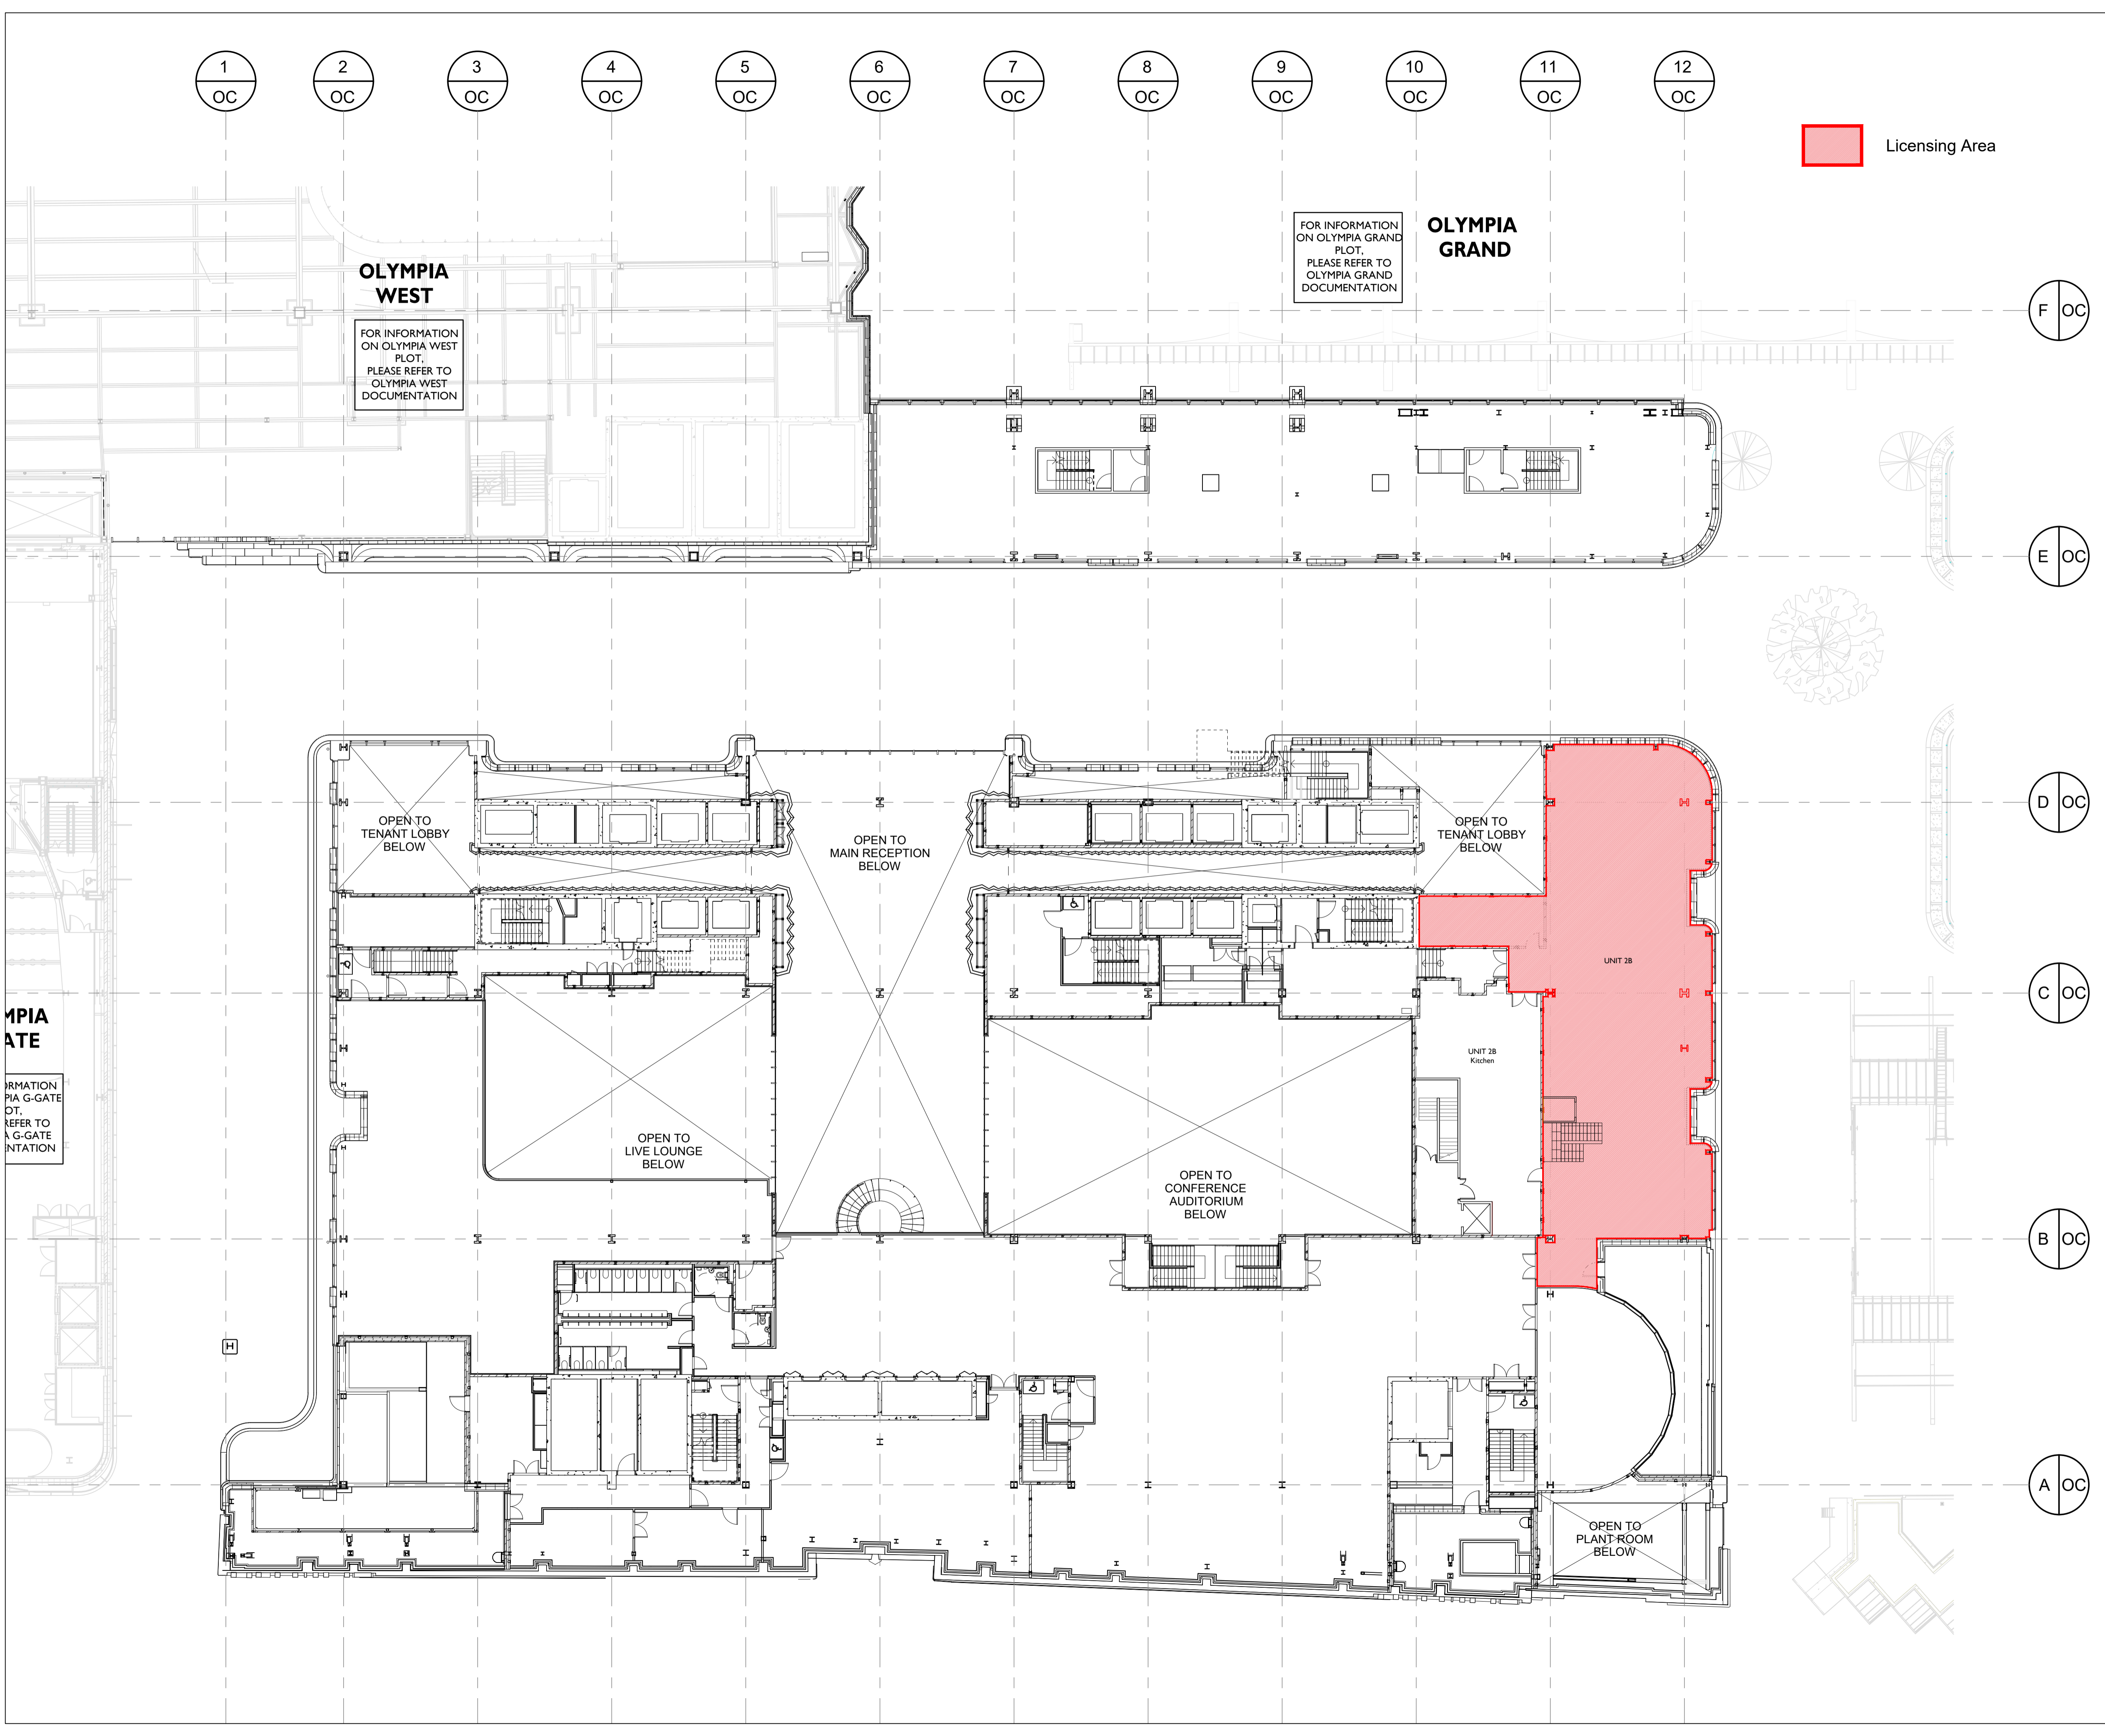 1
OC
2
OC
3
OC
4
OC
5
OC
6
OC
7
OC
8
OC
9
OC
10
OC
11
OC
12
OC
Licensing Area
OLYMPIA
GRAND
FOR INFORMATION
ON OLYMPIA GRAND
PLOT,
PLEASE REFER TO
OLYMPIA GRAND
DOCUMENTATION
OLYMPIA
WEST
FOR INFORMATION
ON OLYMPIA WEST
PLOT,
PLEASE REFER TO
OLYMPIA WEST
DOCUMENTATION
F OC
E OC
D OC
OPEN TO
TENANT LOBBY
BELOW
OPEN TO
MAIN RECEPTION
BELOW
OPEN TO
TENANT LOBBY
BELOW
UNIT 2B
C OC
MPIA
ATE
UNIT 2B
Kitchen
ORMATION
PIA G-GATE
OT,
REFER TO
A G-GATE
ENTATION
OPEN TO
LIVE LOUNGE
BELOW
OPEN TO
CONFERENCE
AUDITORIUM
BELOW
B OC
A OC
OPEN TO
PLANT ROOM
BELOW